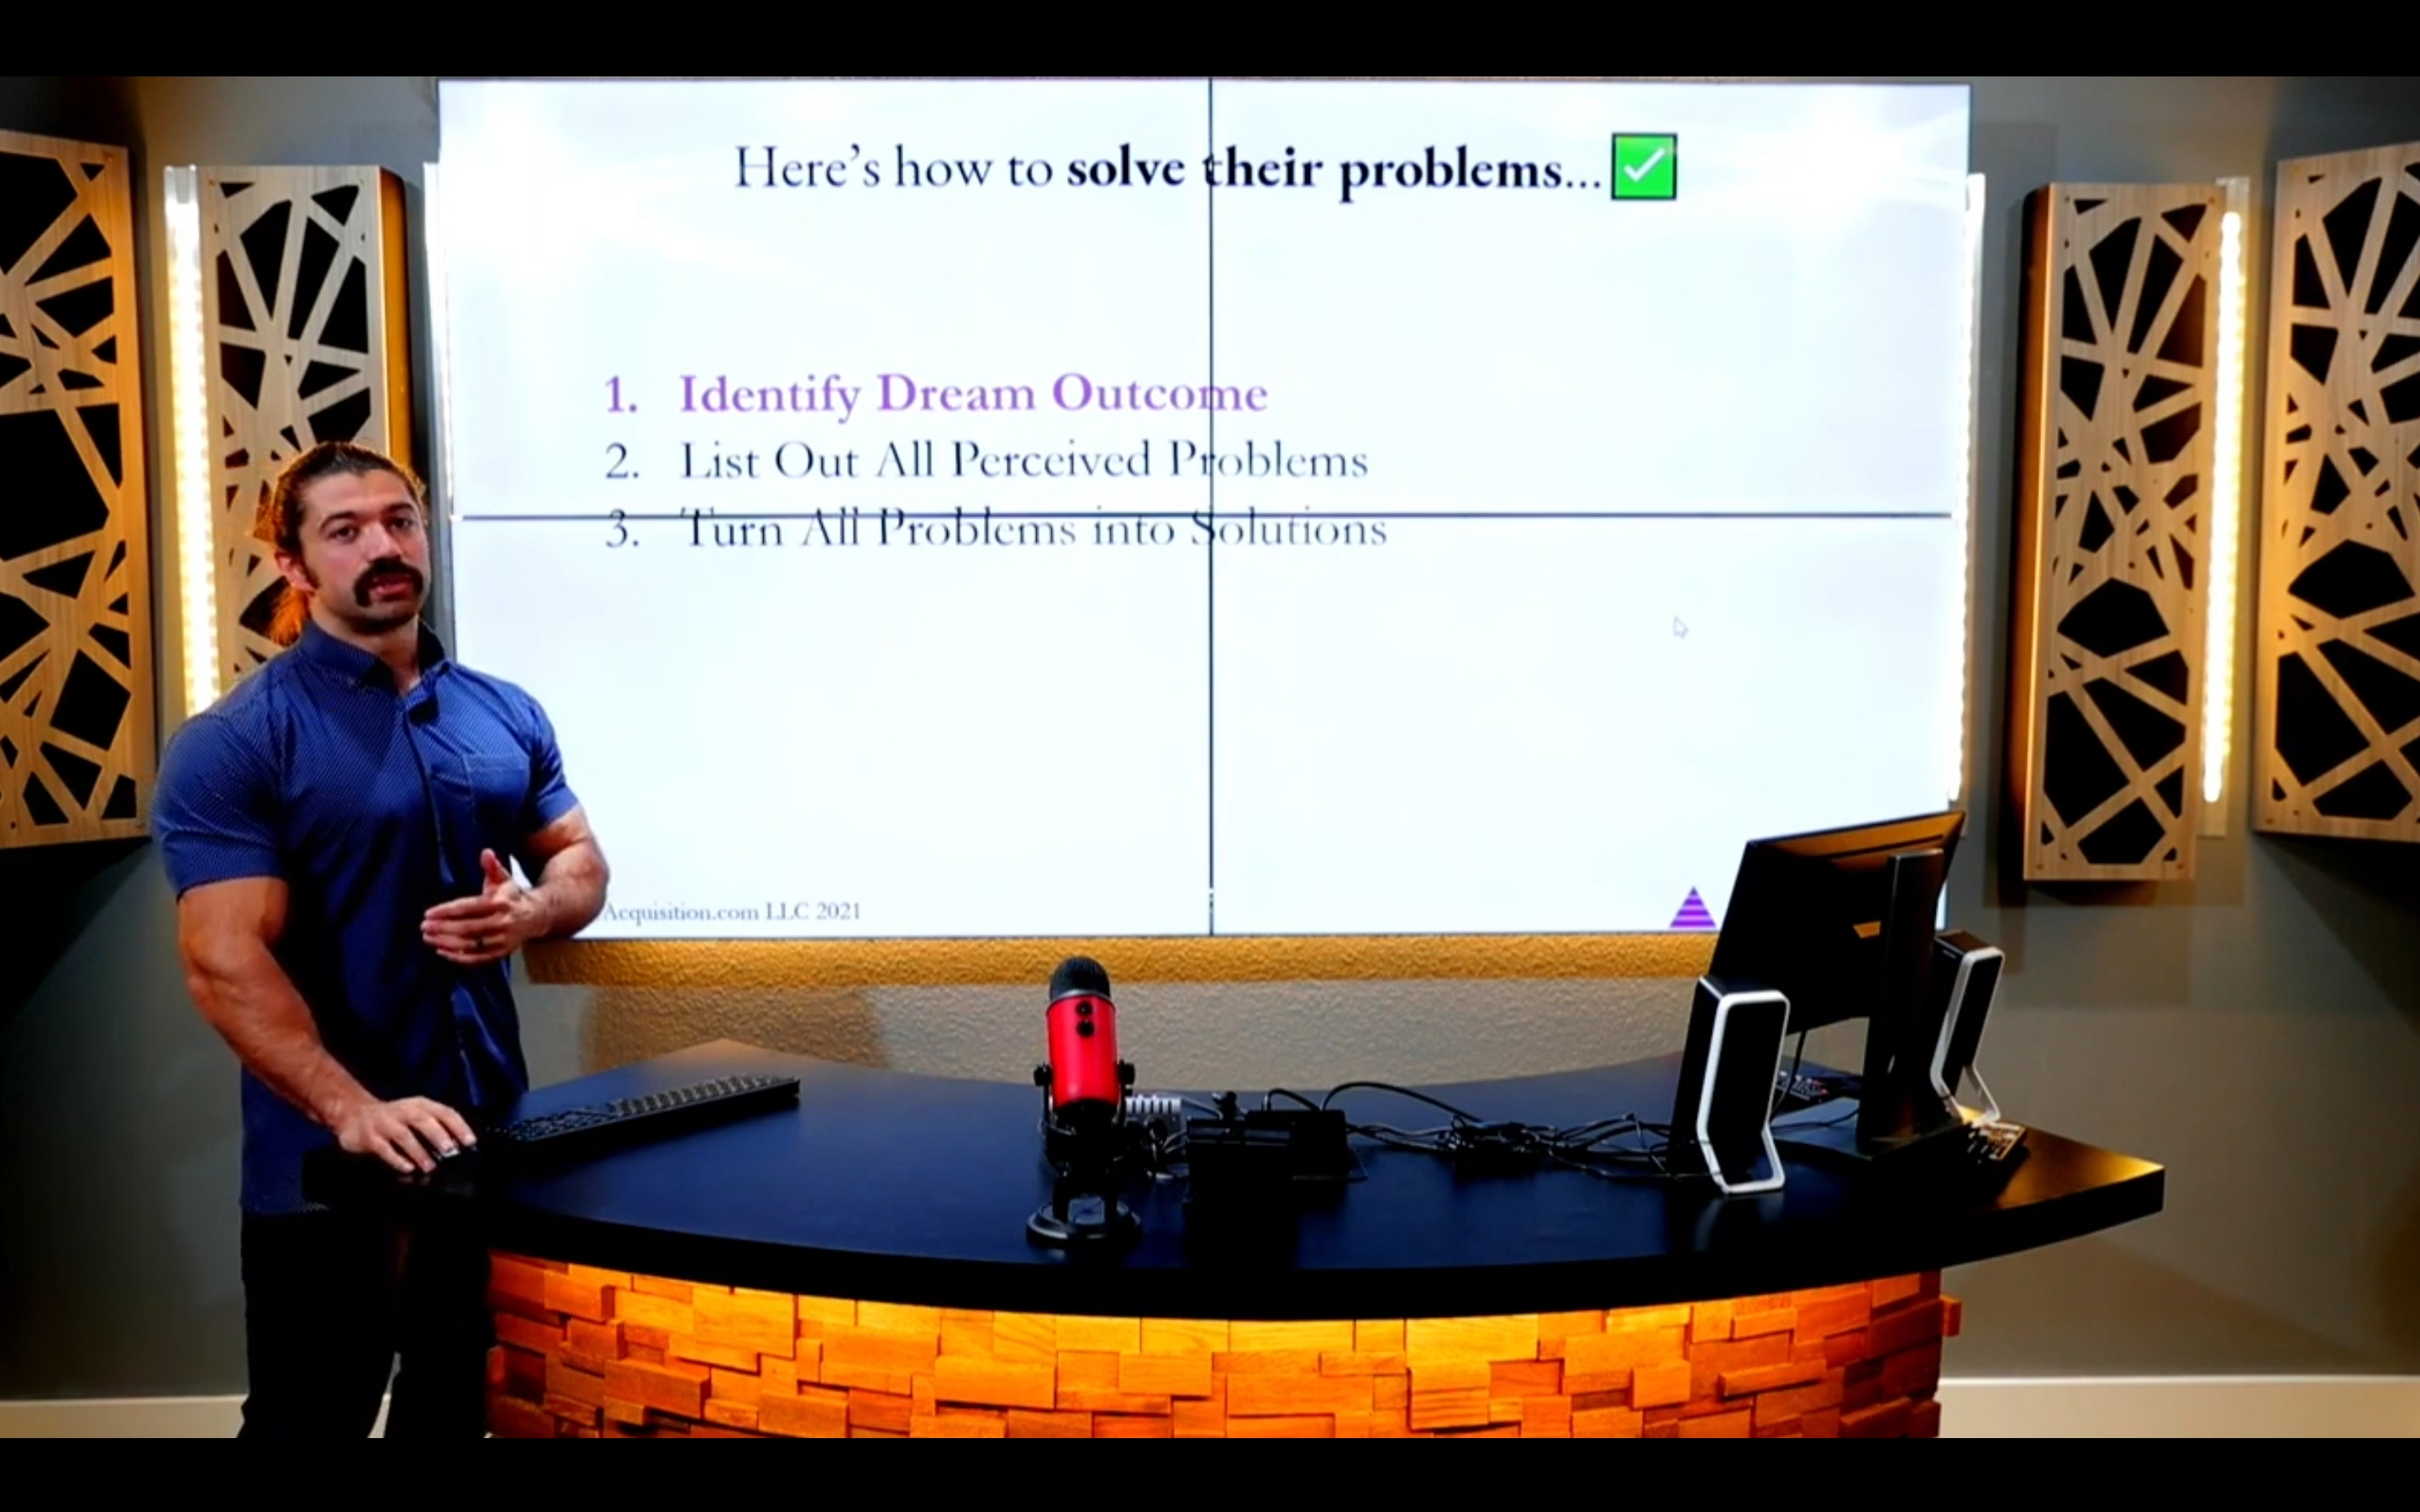 Here's how to solve their problems...
1. Identify Dream Outcome
2. List Out All Perceived Problems
3. Turn All Problems into Solutions
Acquisition.com LLC 2021